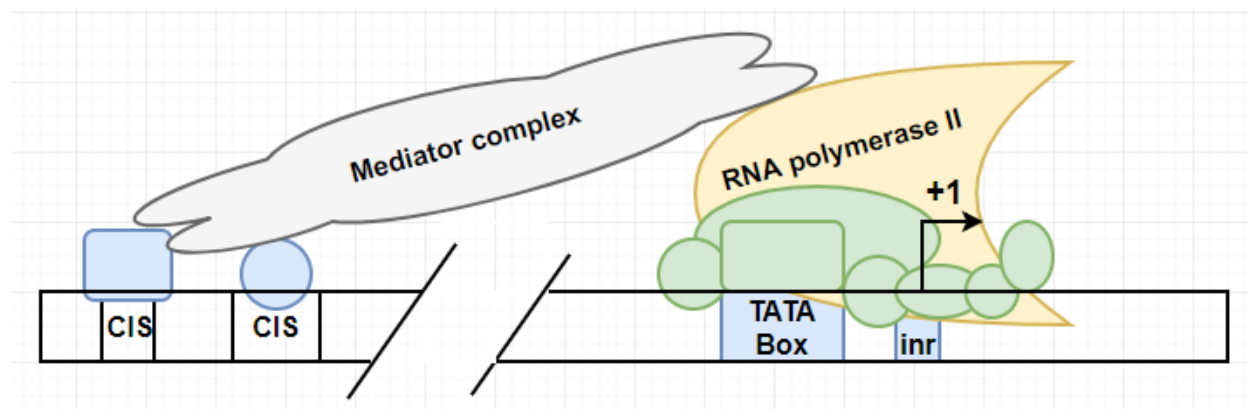 Mediator complex
RNA polymerase II
+1
CIS
CIS
TATA
Box
inr